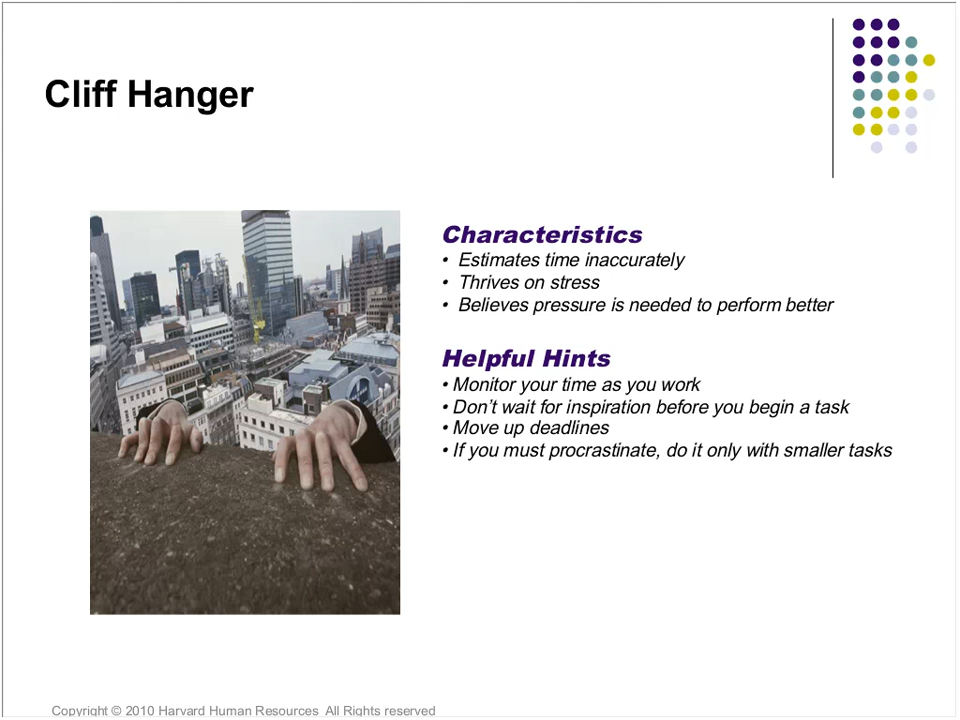 Cliff Hanger
Characteristics
• Estimates time inaccurately
• Thrives on stress
• Believes pressure is needed to perform better
Helpful Hints
• Monitor your time as you work
• Don’t wait for inspiration before you begin a task
• Move up deadlines
• If you must procrastinate, do it only with smaller tasks
Copyright © 2010 Harvard Human Resources  All Rights reserved